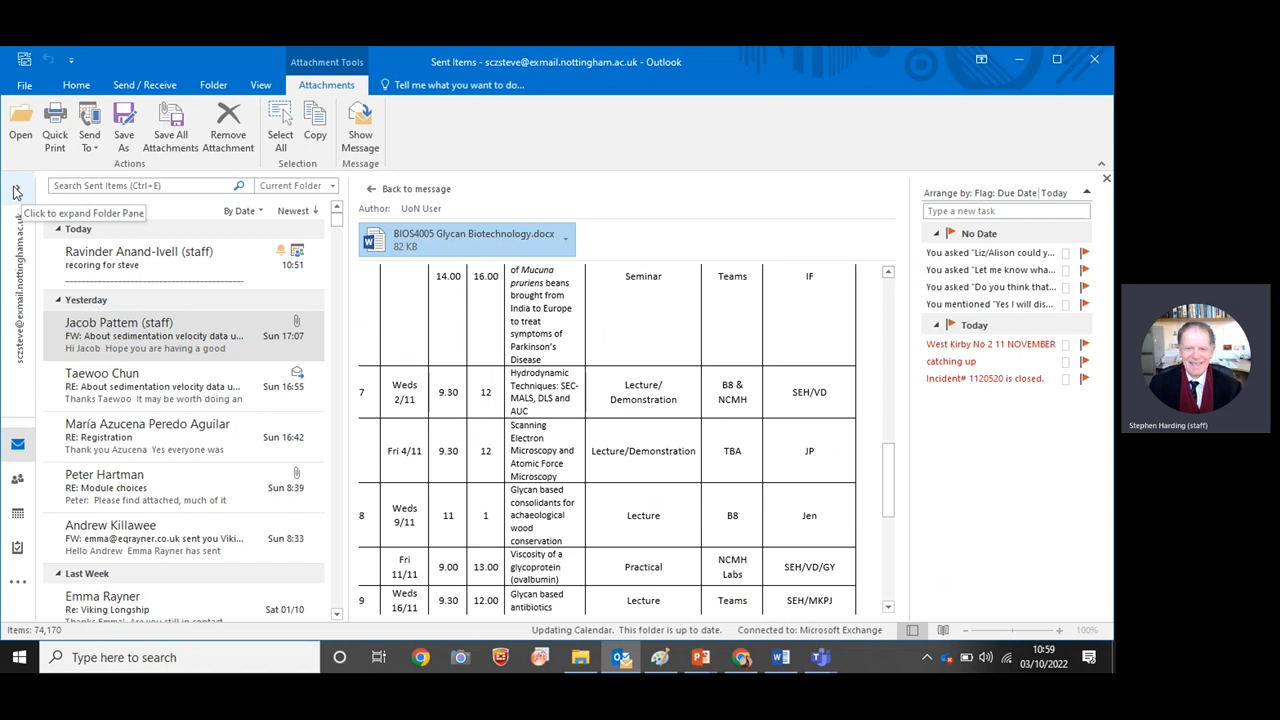 Attachment Tools
Sent Items - sczsteve@exmail.nottingham.ac.uk - Outlook
File Home Send / Receive Folder View Attachments Tell me what you want to do...
Open
Quick Print
Send To
Save As
Save All Attachments
Remove Attachment
Select All
Copy
Show Message
Actions
Selection
Message
Click to expand Folder Pane
sczsteve@exmail.nottingham.ac.uk
Search Sent Items (Ctrl+E) Current Folder
By Date Newest
Today
Ravinder Anand-Ivell (staff)
recoring for steve 10:51
Yesterday
Jacob Pattem (staff)
FW: About sedimentation velocity data u... Sun 17:07
Hi Jacob Hope you are having a good
Taewoo Chun
RE: About sedimentation velocity data u... Sun 16:55
Thanks Taewoo It may be worth doing an
María Azucena Peredo Aguilar
RE: Registration Sun 16:42
Thank you Azucena Yes everyone was
Peter Hartman
RE: Module choices Sun 8:39
Peter: Please find attached, much of it
Andrew Killawee
FW: emma@eqrayner.co.uk sent you Viki... Sun 8:33
Hello Andrew Emma Rayner has sent
Last Week
Emma Rayner
Re: Viking Longship Sat 01/10
Thanks Emma. Are you still in contact
Back to message
Author: UoN User
BIOS4005 Glycan Biotechnology.docx
82 KB
14.00 16.00 of Mucuna Seminar Teams IF
pruriens beans
brought from
India to Europe
to treat
symptoms of
Parkinson's
Disease
7 Weds 2/11 9.30 12 Hydrodynamic Techniques: SEC-MALS, DLS and AUC Lecture/ Demonstration B8 & NCMH SEH/VD
Fri 4/11 9.30 12 Scanning Electron Microscopy and Atomic Force Microscopy Lecture/Demonstration TBA JP
8 Weds 9/11 11 1 Glycan based consolidants for achaeological wood conservation Lecture B8 Jen
Fri 11/11 9.00 13.00 Viscosity of a glycoprotein (ovalbumin) Practical NCMH Labs SEH/VD/GY
9 Weds 16/11 9.30 12.00 Glycan based antibiotics Lecture Teams SEH/MKPJ
Arrange by: Flag: Due Date Today
Type a new task
No Date
You asked "Liz/Alison could y...
You asked "Let me know wha...
You asked "Do you think that...
You mentioned "Yes I will dis...
Today
West Kirby No 2 11 NOVEMBER
catching up
Incident# 1120520 is closed.
Stephen Harding (staff)
Items: 74,170 Updating Calendar. This folder is up to date. Connected to: Microsoft Exchange 100%
Type here to search
10:59
03/10/2022